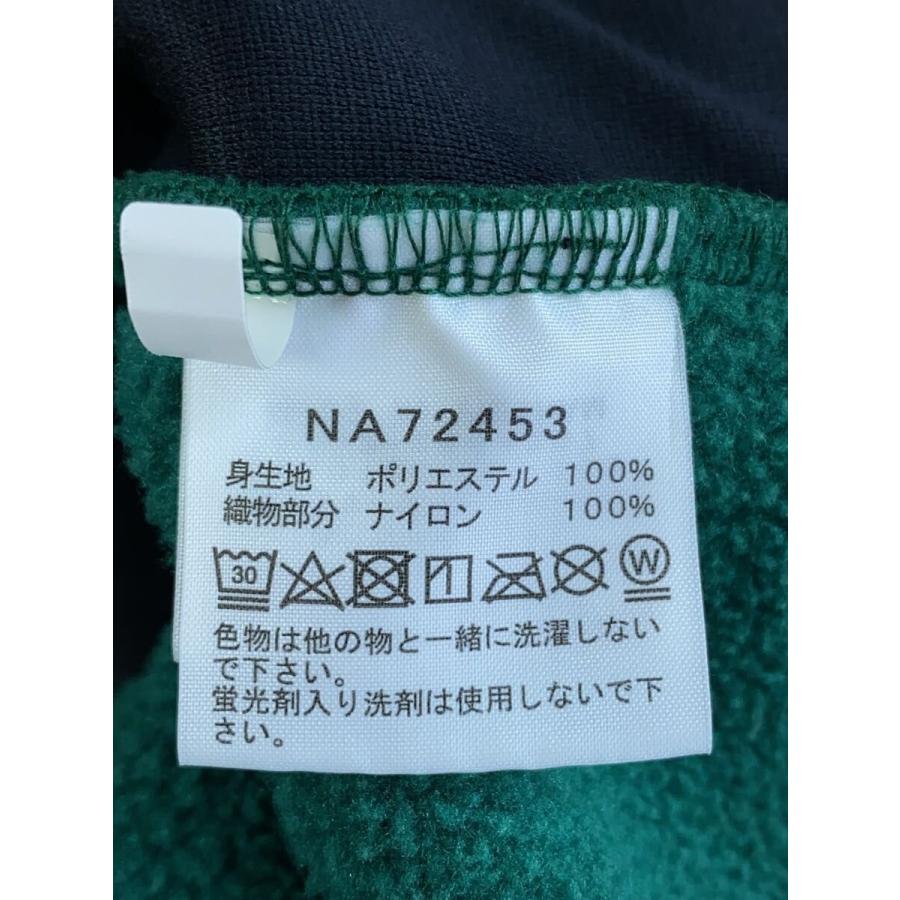 NA72453
身生地 ポリエステル 100%
織物部分 ナイロン 100%
30 W
色物は他の物と一緒に洗濯しない
で下さい。
蛍光剤入り洗剤は使用しないで下
さい。